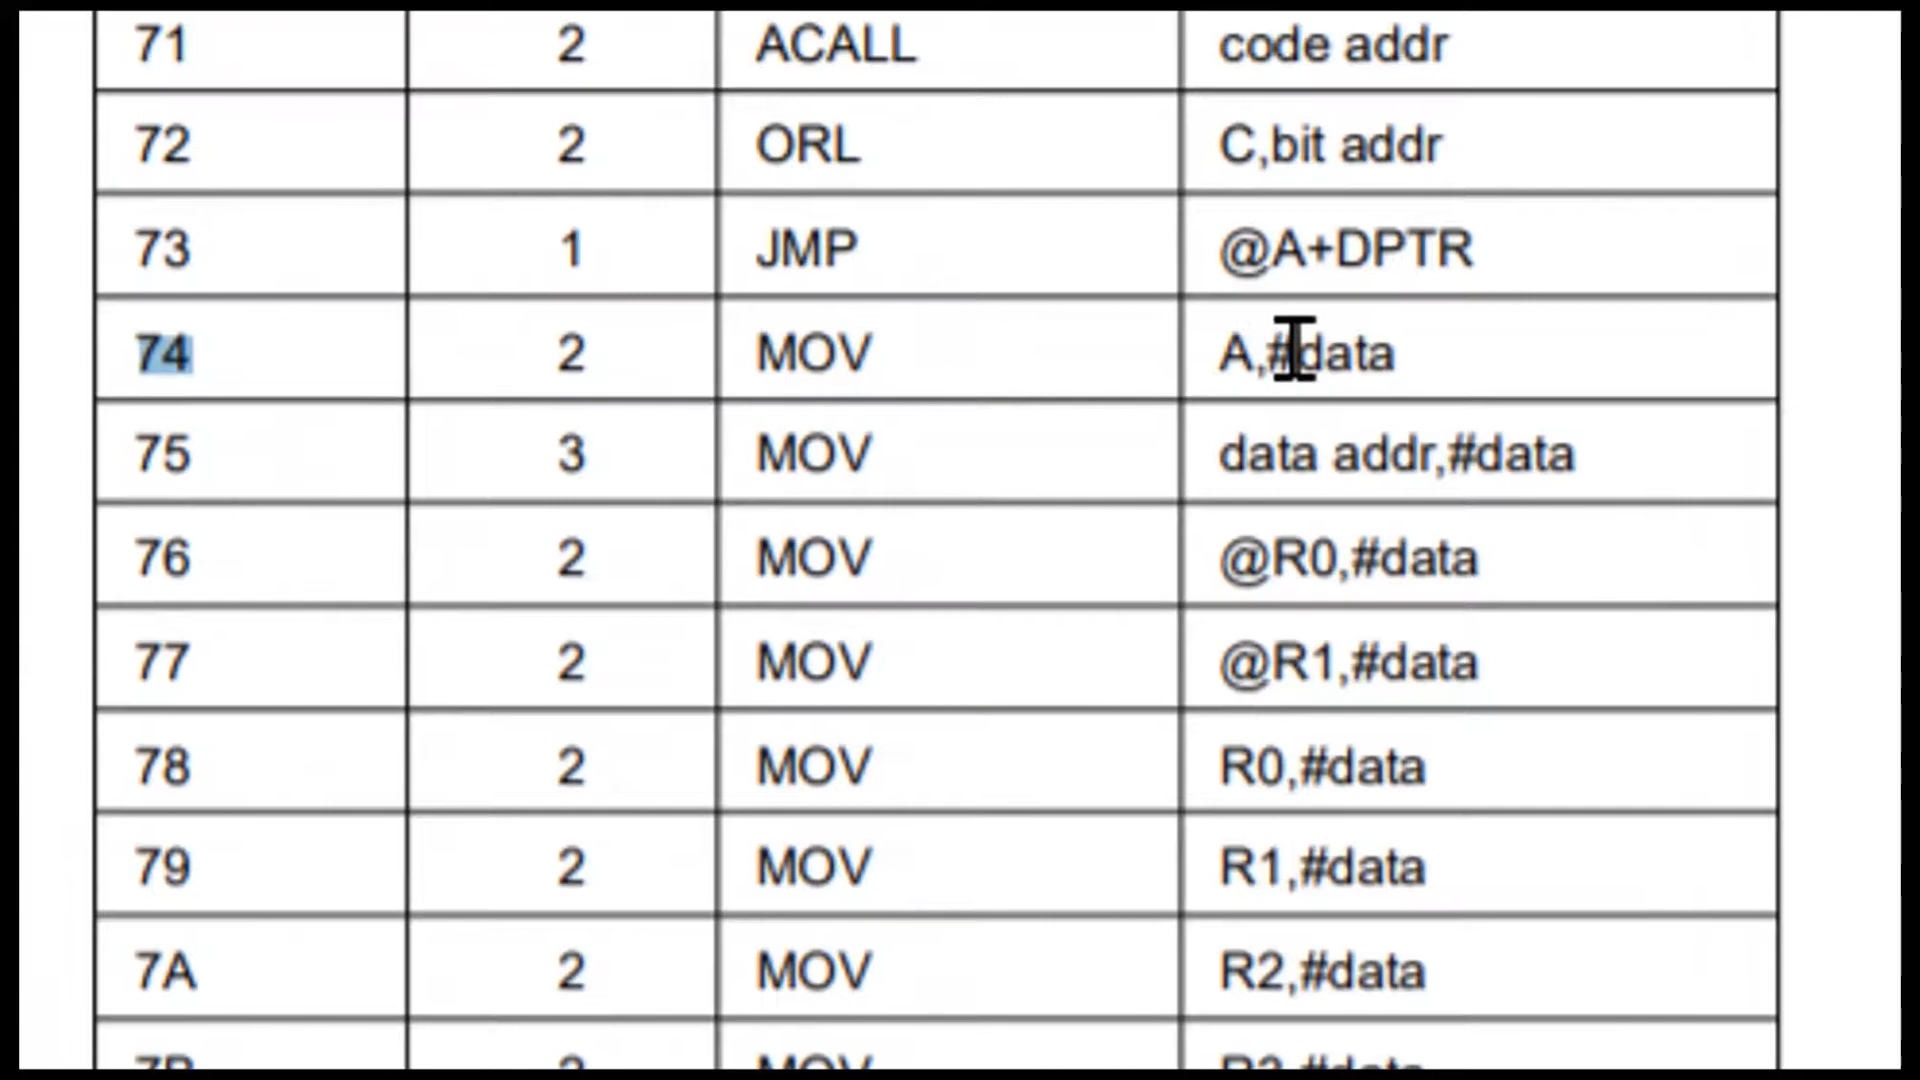 71 2 ACALL code addr
72 2 ORL C,bit addr
73 1 JMP @A+DPTR
74 2 MOV A,#data
75 3 MOV data addr,#data
76 2 MOV @R0,#data
77 2 MOV @R1,#data
78 2 MOV R0,#data
79 2 MOV R1,#data
7A 2 MOV R2,#data